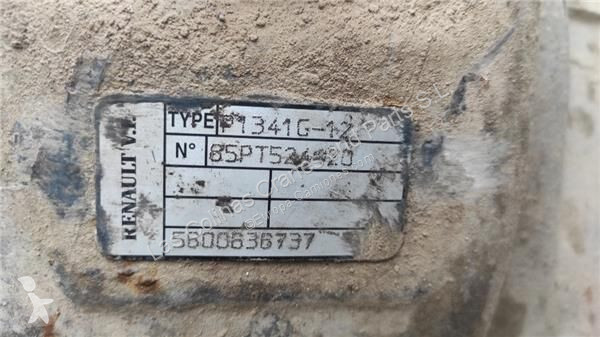 RENAULT V.I.
TYPE P1341G-12
N° 85PT524420
5600636737